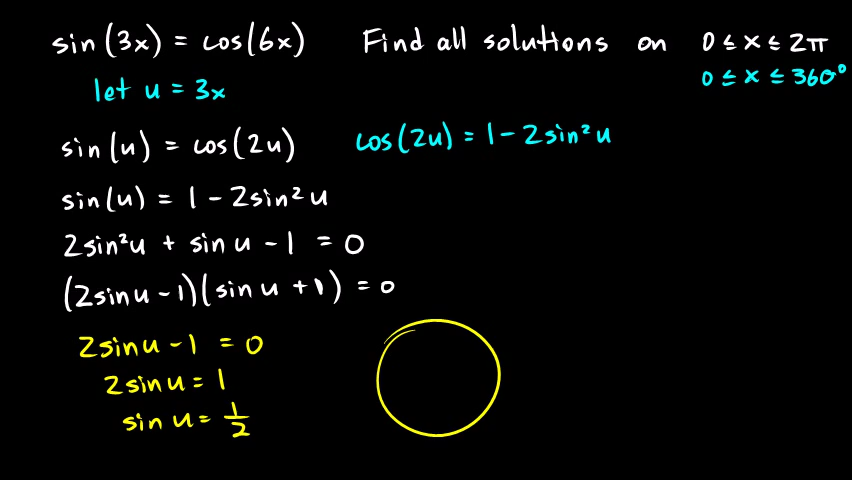 sin(3x) = cos(6x) Find all solutions on 0 ≤ x ≤ 2π
let u = 3x 0 ≤ x ≤ 360°
sin(u) = cos(2u) cos(2u) = 1 - 2sin²u
sin(u) = 1 - 2sin²u
2sin²u + sin u - 1 = 0
(2sin u - 1)(sin u + 1) = 0
2sin u - 1 = 0
2sin u = 1
sin u = 1/2